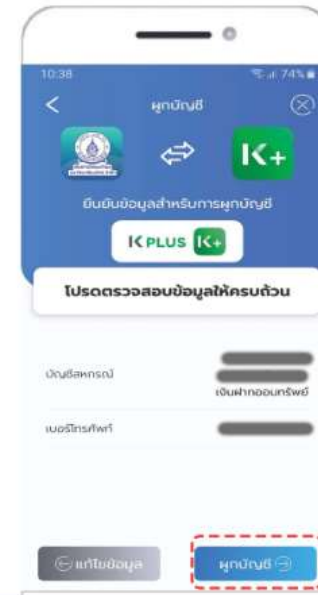 10:38
74%
ผูกบัญชี
K+
ยืนยันข้อมูลสำหรับการผูกบัญชี
K PLUS K+
โปรดตรวจสอบข้อมูลให้ครบถ้วน
บัญชีสหกรณ์
เงินฝากออมทรัพย์
เบอร์โทรศัพท์
แก้ไขข้อมูล
ผูกบัญชี